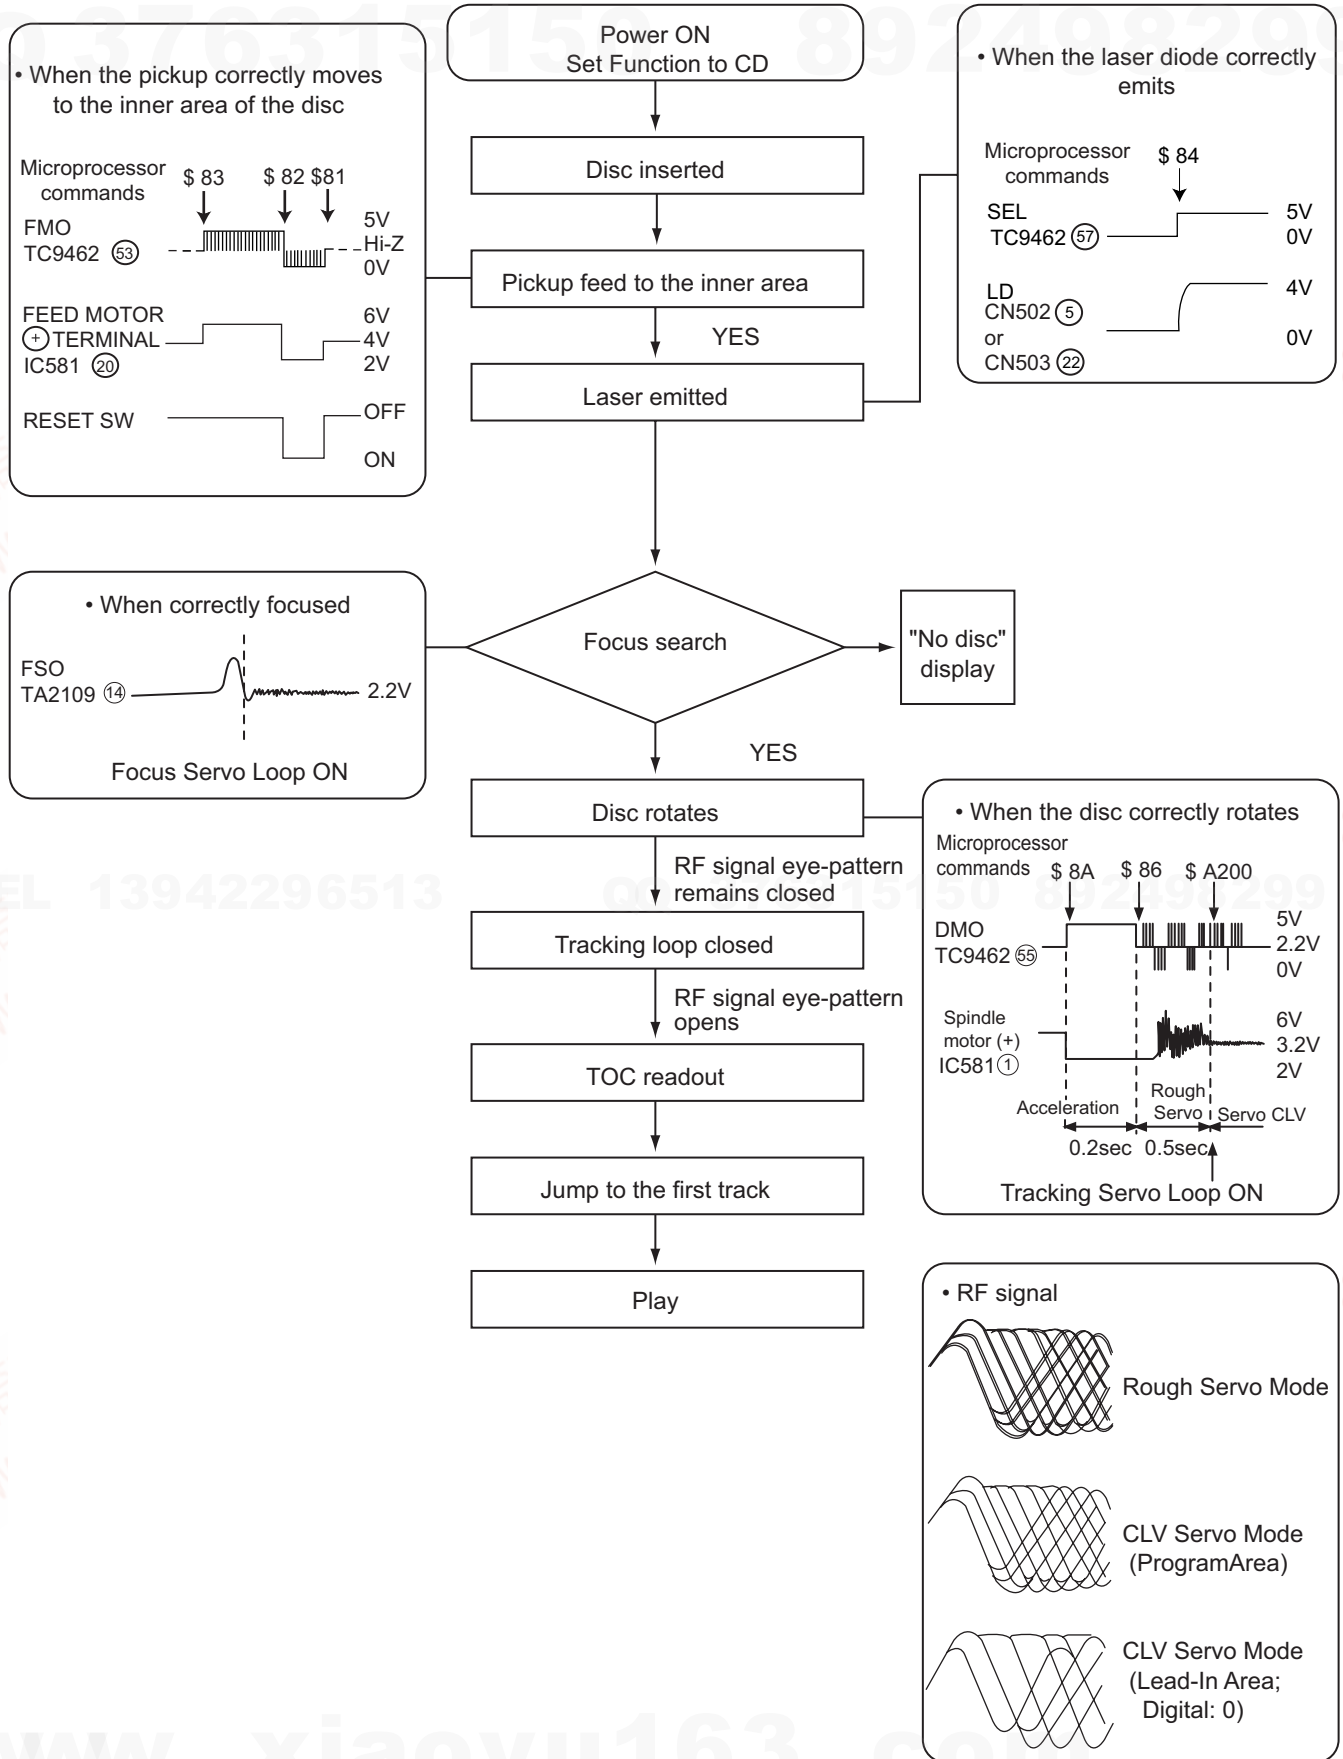 Power ON
Set Function to CD
Disc inserted
Pickup feed to the inner area
YES
Laser emitted
Focus search
"No disc"
display
YES
Disc rotates
RF signal eye-pattern
remains closed
Tracking loop closed
RF signal eye-pattern
opens
TOC readout
Jump to the first track
Play
• When the pickup correctly moves
to the inner area of the disc
Microprocessor
commands
$ 83 $ 82 $81
FMO
TC9462 53
5V
Hi-Z
0V
FEED MOTOR
+ TERMINAL
IC581 20
6V
4V
2V
RESET SW
OFF
ON
• When the laser diode correctly
emits
Microprocessor
commands
$ 84
SEL
TC9462 57
5V
0V
LD
CN502 5
or
CN503 22
4V
0V
• When correctly focused
FSO
TA2109 14
2.2V
Focus Servo Loop ON
• When the disc correctly rotates
Microprocessor
commands
$ 8A $ 86 $ A200
DMO
TC9462 55
5V
2.2V
0V
Spindle
motor (+)
IC581 1
6V
3.2V
2V
Acceleration
Rough
Servo
Servo CLV
0.2sec 0.5sec
Tracking Servo Loop ON
• RF signal
Rough Servo Mode
CLV Servo Mode
(ProgramArea)
CLV Servo Mode
(Lead-In Area;
Digital: 0)
376315150 892498299
13942296513
892498299
www xiaoyu163 com